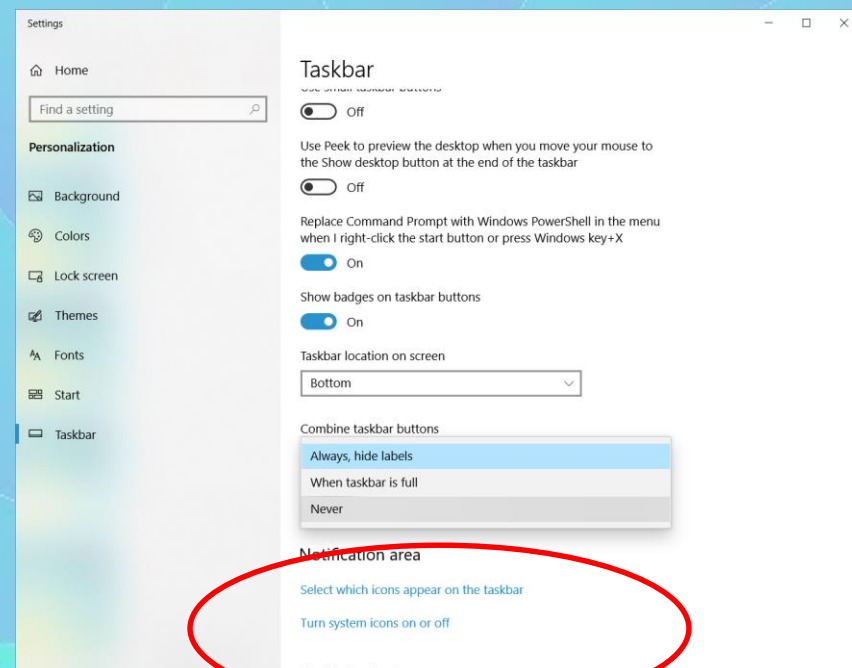 Settings
Home
Taskbar
Use small taskbar buttons
Find a setting
Off
Personalization
Use Peek to preview the desktop when you move your mouse to
the Show desktop button at the end of the taskbar
Off
Background
Replace Command Prompt with Windows PowerShell in the menu
when I right-click the start button or press Windows key+X
Colors
On
Lock screen
Show badges on taskbar buttons
Themes
On
Fonts
Taskbar location on screen
Bottom
Start
Taskbar
Combine taskbar buttons
Always, hide labels
When taskbar is full
Never
Notification area
Select which icons appear on the taskbar
Turn system icons on or off